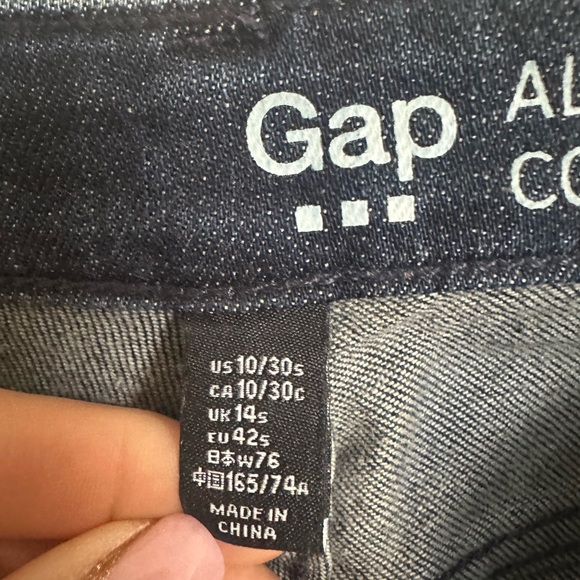 Gap
AL
CO
US 10/30s
CA 10/30c
UK 14s
EU 42s
日本 W76
中国 165/74A
MADE IN
CHINA